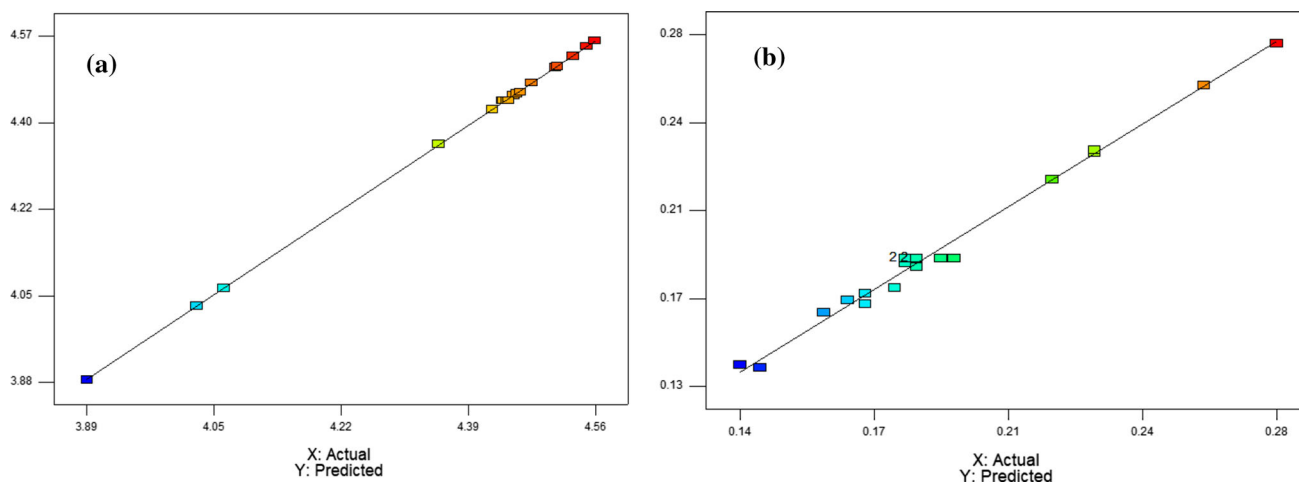 (a)
4.57
4.40
4.22
4.05
3.88
3.89 4.05 4.22 4.39 4.56
X: Actual
Y: Predicted
(b)
0.28
0.24
0.21
0.17
0.13
2 2
0.14 0.17 0.21 0.24 0.28
X: Actual
Y: Predicted